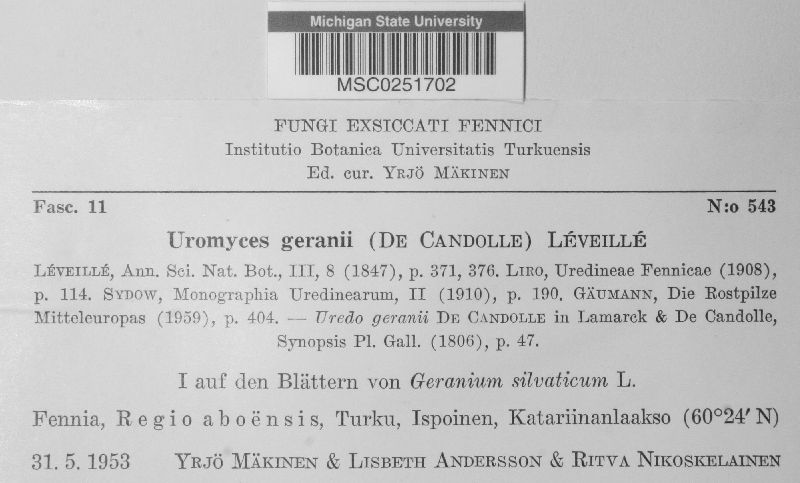 Michigan State University
MSC0251702
FUNGI EXSICCATI FENNICI
Institutio Botanica Universitatis Turkuensis
Ed. cur. YRJÖ MÄKINEN
Fasc. 11 N:o 543
Uromyces geranii (DE CANDOLLE) LÉVEILLÉ
LÉVEILLÉ, Ann. Sci. Nat. Bot., III, 8 (1847), p. 371, 376. LIRO, Uredineae Fennicae (1908),
p. 114. SYDOW, Monographia Uredinearum, II (1910), p. 190. GÄUMANN, Die Rostpilze
Mitteleuropas (1959), p. 404. — Uredo geranii DE CANDOLLE in Lamarck & De Candolle,
Synopsis Pl. Gall. (1806), p. 47.
I auf den Blättern von Geranium silvaticum L.
Fennia, Regio aboënsis, Turku, Ispoinen, Katariinanlaakso (60°24′ N)
31. 5. 1953 YRJÖ MÄKINEN & LISBETH ANDERSSON & RITVA NIKOSKELAINEN